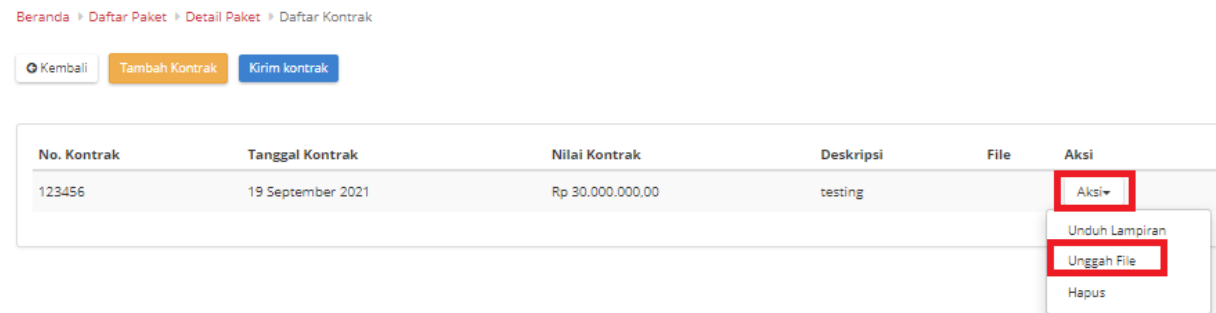 Beranda Daftar Paket Detail Paket Daftar Kontrak
Kembali Tambah Kontrak Kirim kontrak
No. Kontrak Tanggal Kontrak Nilai Kontrak Deskripsi File Aksi
123456 19 September 2021 Rp 30.000.000,00 testing Aksi
Unduh Lampiran
Unggah File
Hapus